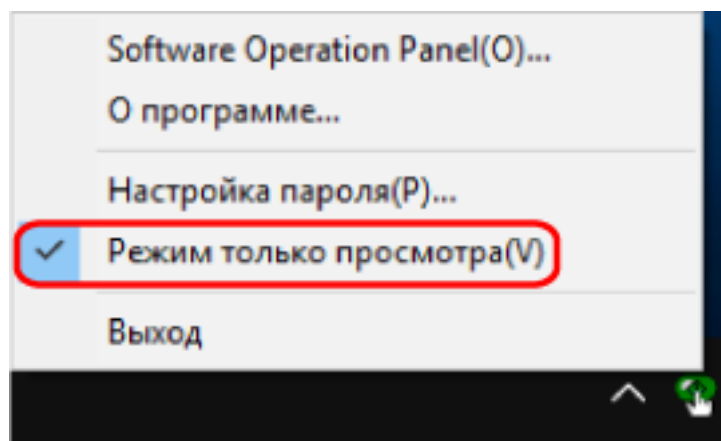 Software Operation Panel(O)...
О программе...
Настройка пароля(P)...
Режим только просмотра(V)
Выход